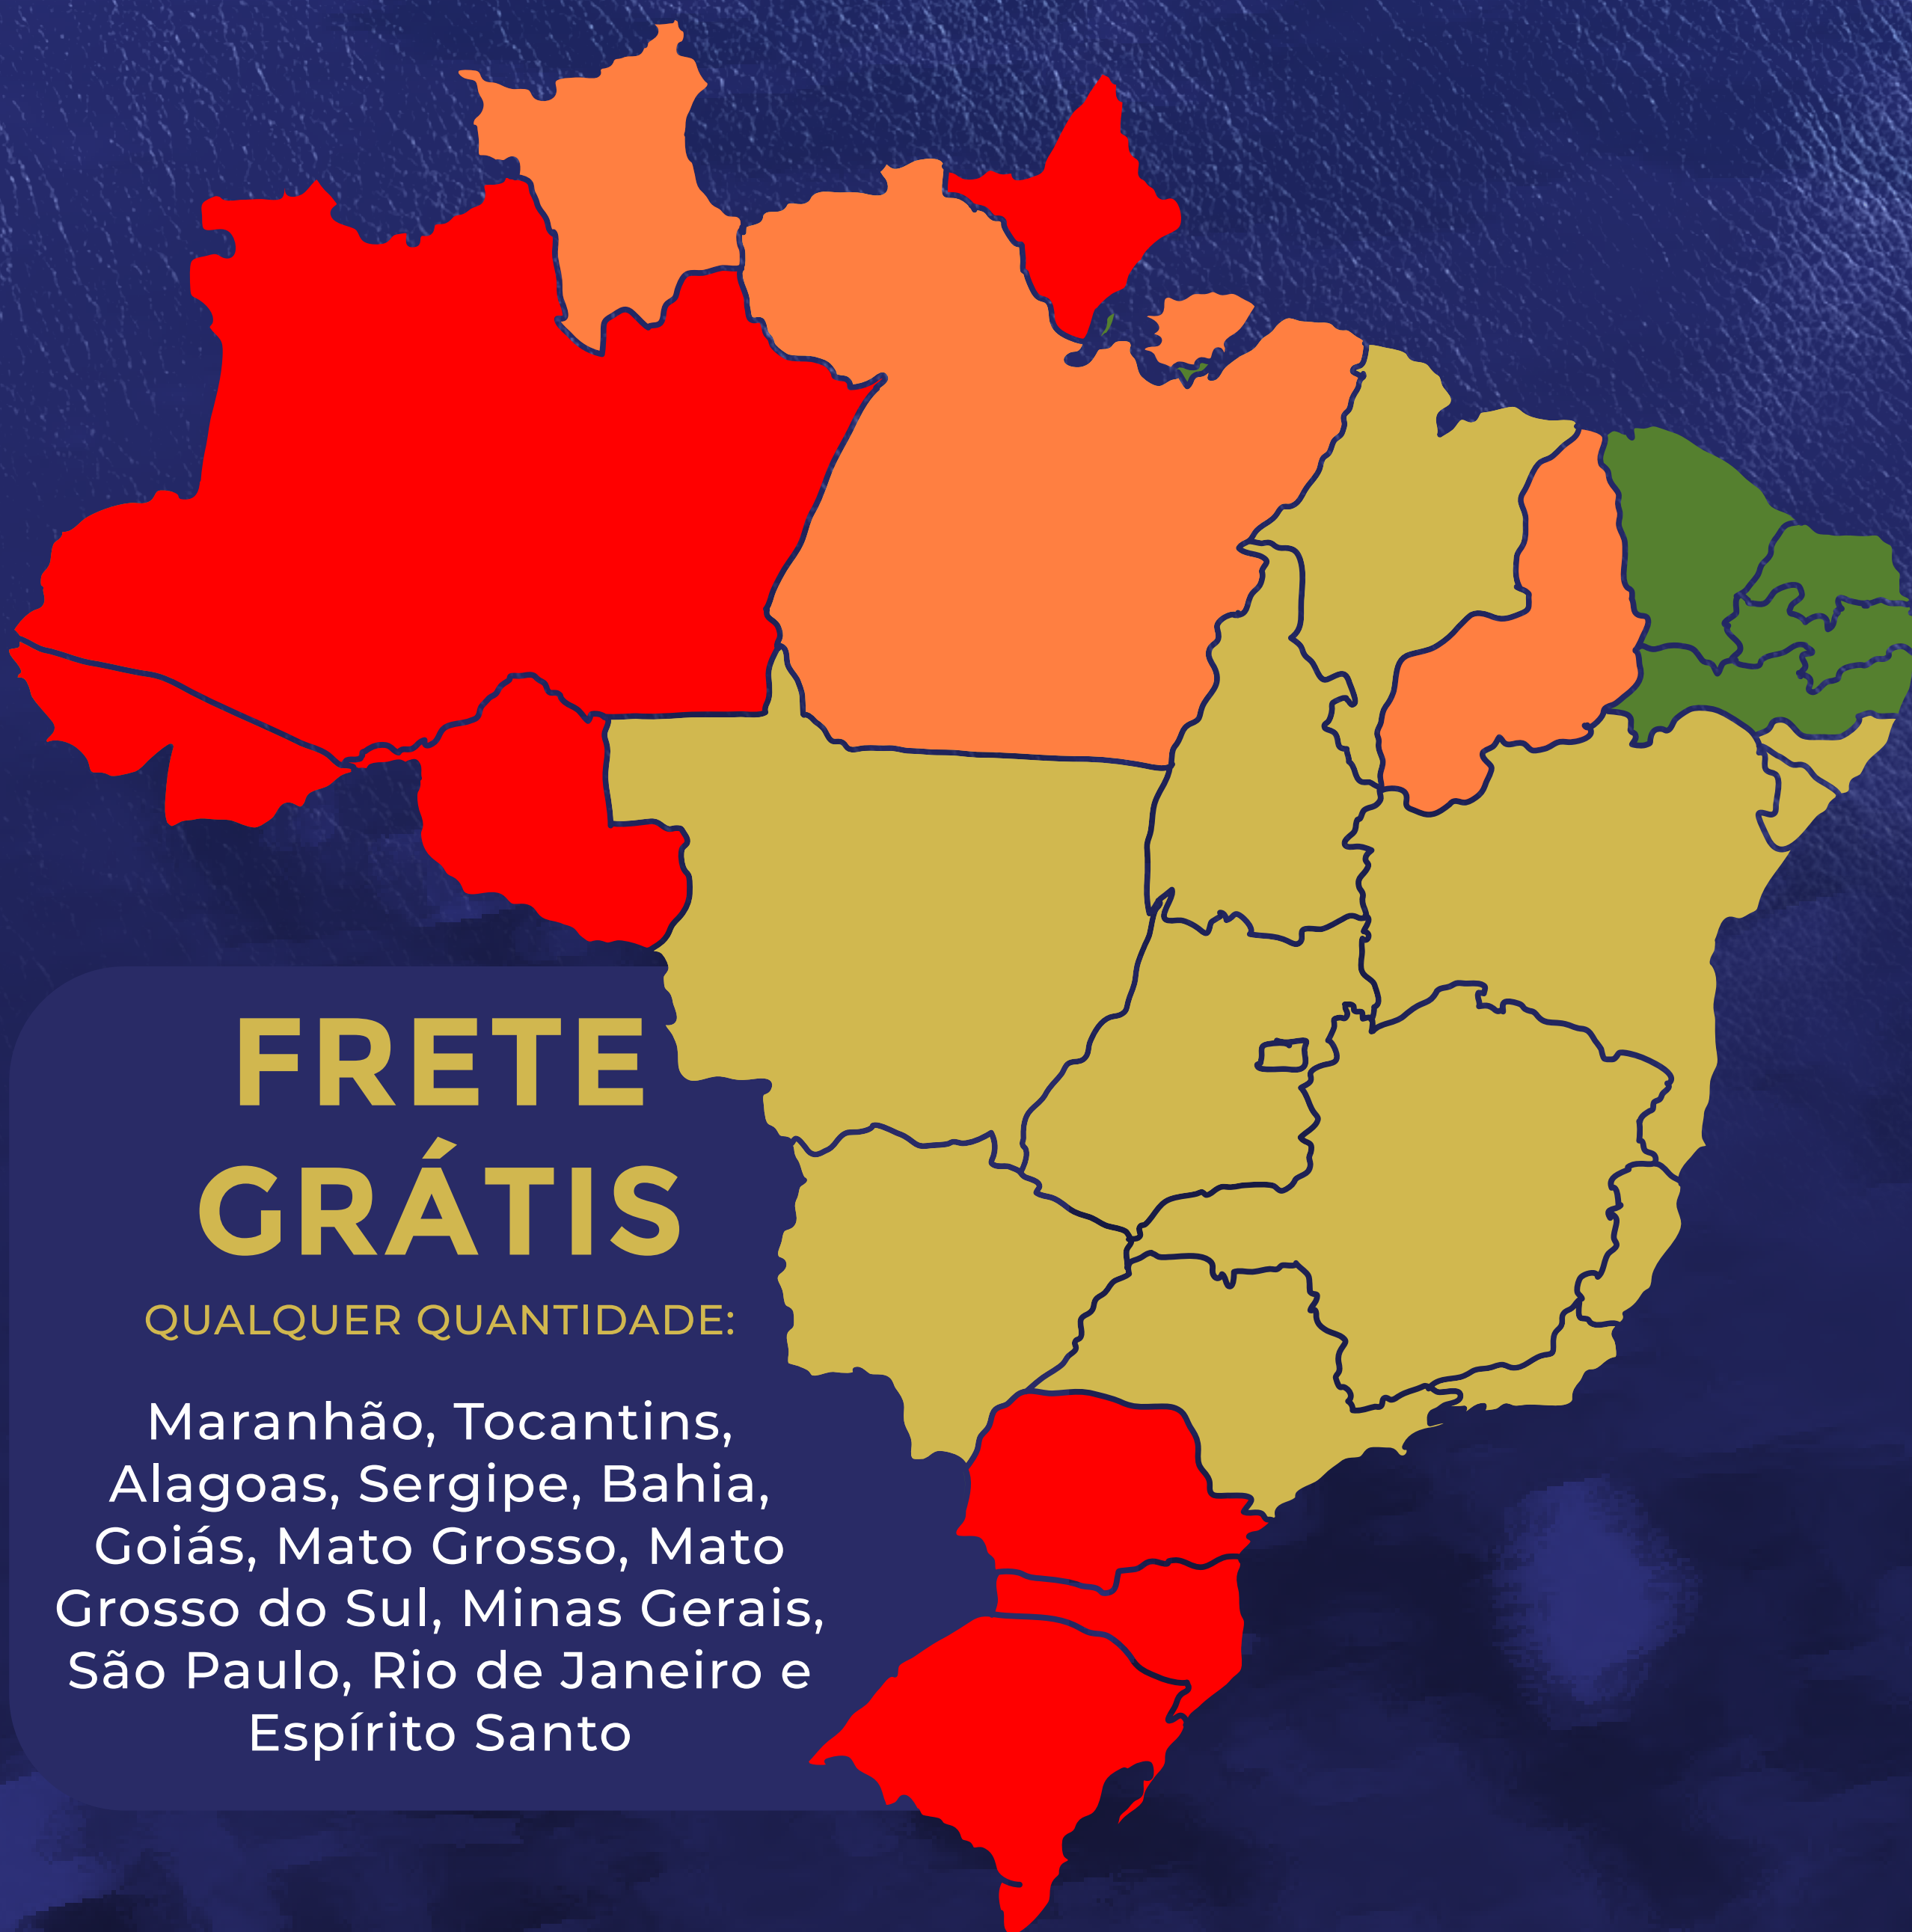 FRETE
GRÁTIS
QUALQUER QUANTIDADE:
Maranhão, Tocantins,
Alagoas, Sergipe, Bahia,
Goiás, Mato Grosso, Mato
Grosso do Sul, Minas Gerais,
São Paulo, Rio de Janeiro e
Espírito Santo